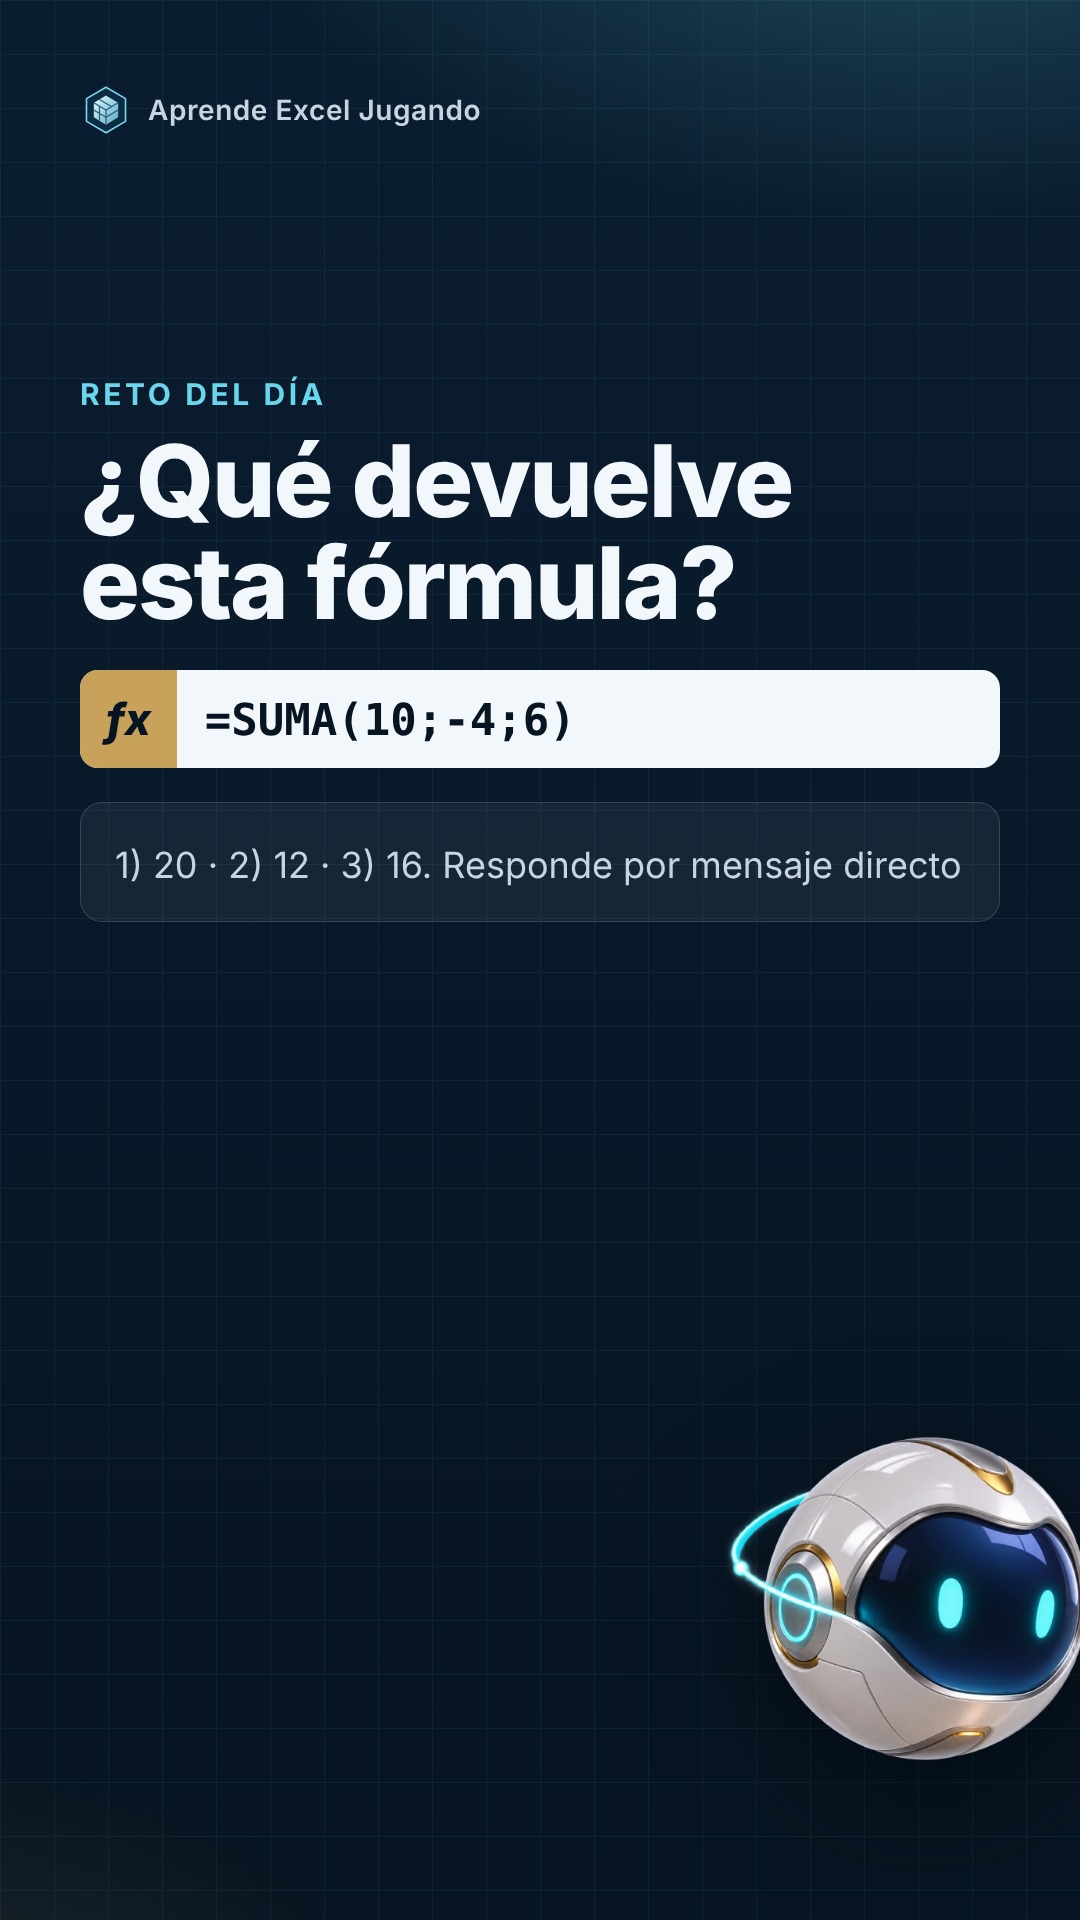 Aprende Excel Jugando
RETO DEL DÍA
¿Qué devuelve
esta fórmula?
fx =SUMA(10;-4;6)
1) 20 · 2) 12 · 3) 16. Responde por mensaje directo